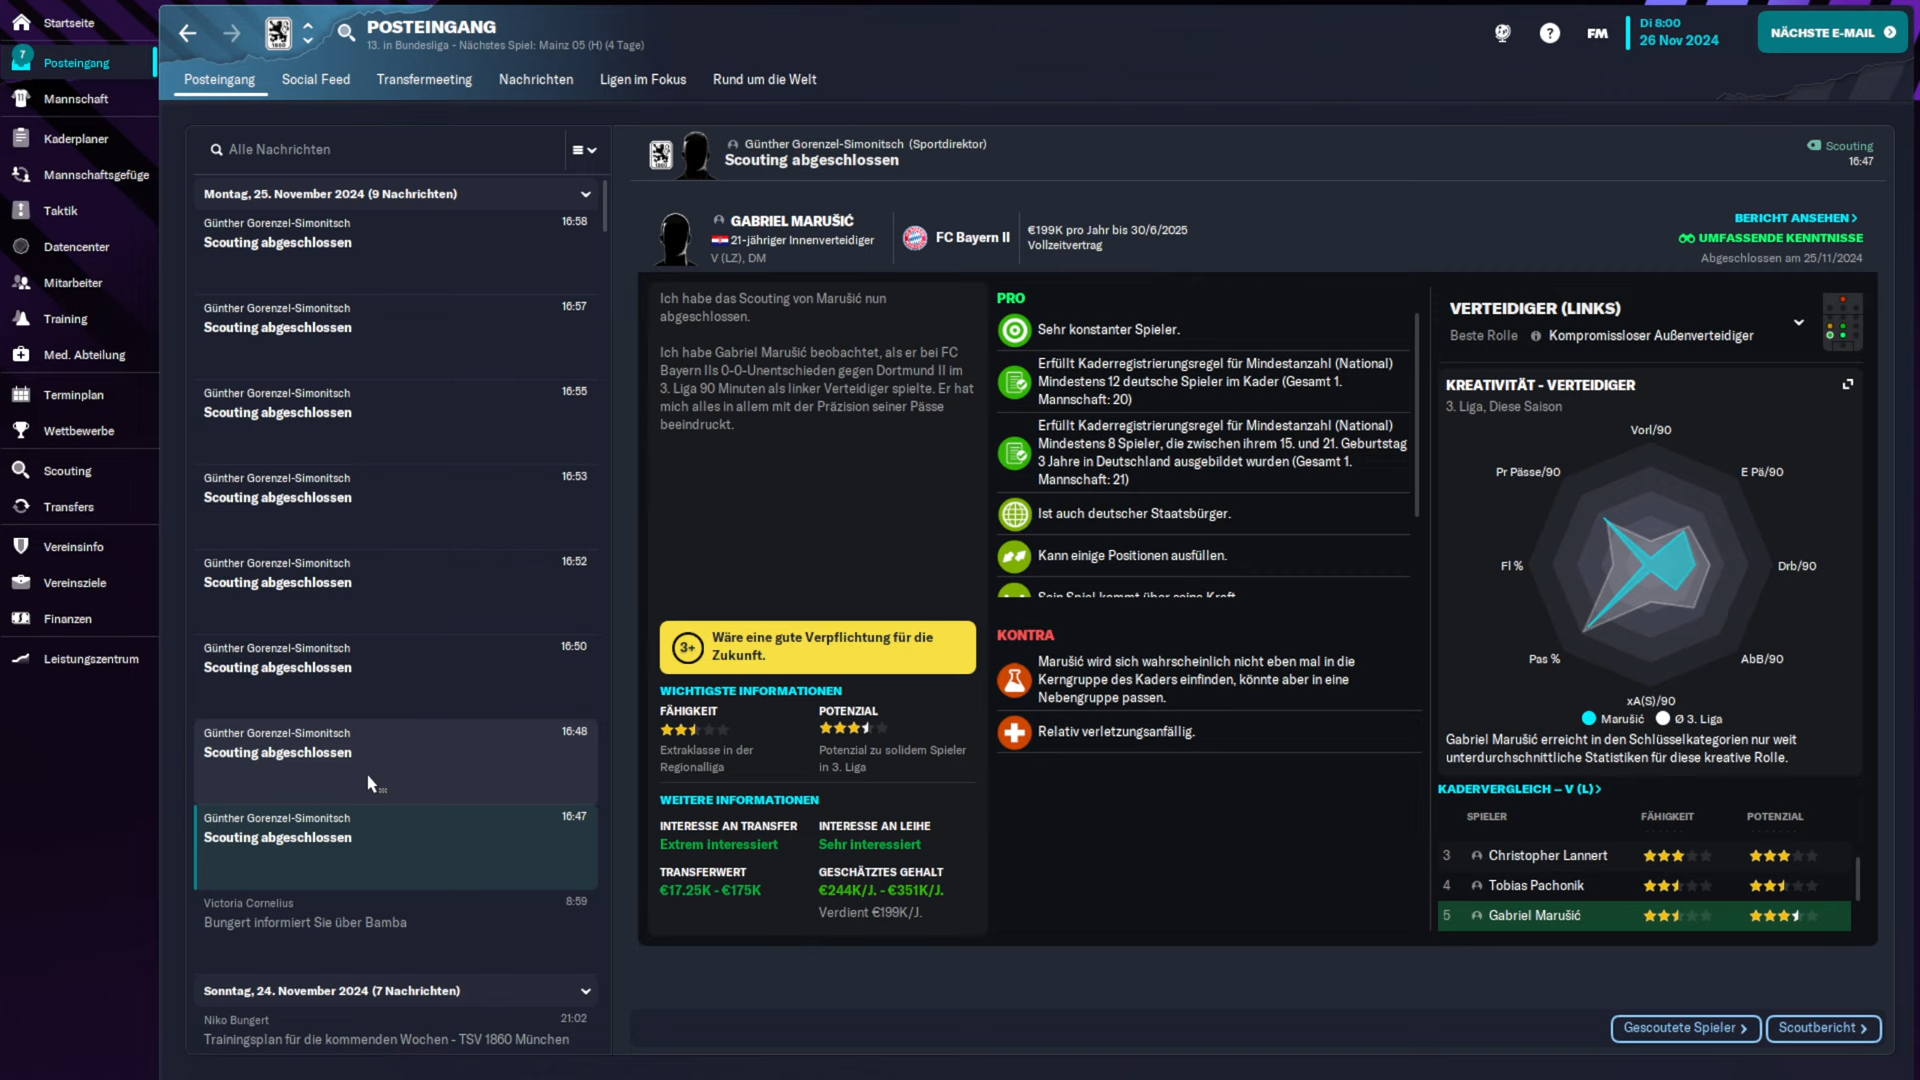 Startseite
7
Posteingang
Mannschaft
Kaderplaner
Mannschaftsgefüge
Taktik
Datencenter
Mitarbeiter
Training
Med. Abteilung
Terminplan
Wettbewerbe
Scouting
Transfers
Vereinsinfo
Vereinsziele
Finanzen
Leistungszentrum
POSTEINGANG
13. in Bundesliga - Nächstes Spiel: Mainz 05 (H) (4 Tage)
FM
Di 8:00
26 Nov 2024
NÄCHSTE E-MAIL
Posteingang Social Feed Transfermeeting Nachrichten Ligen im Fokus Rund um die Welt
Alle Nachrichten
Montag, 25. November 2024 (9 Nachrichten)
Günther Gorenzel-Simonitsch 16:58
Scouting abgeschlossen
Günther Gorenzel-Simonitsch 16:57
Scouting abgeschlossen
Günther Gorenzel-Simonitsch 16:55
Scouting abgeschlossen
Günther Gorenzel-Simonitsch 16:53
Scouting abgeschlossen
Günther Gorenzel-Simonitsch 16:52
Scouting abgeschlossen
Günther Gorenzel-Simonitsch 16:50
Scouting abgeschlossen
Günther Gorenzel-Simonitsch 16:48
Scouting abgeschlossen
Günther Gorenzel-Simonitsch 16:47
Scouting abgeschlossen
Victoria Cornelius 8:59
Bungert informiert Sie über Bamba
Sonntag, 24. November 2024 (7 Nachrichten)
Niko Bungert 21:02
Trainingsplan für die kommenden Wochen - TSV 1860 München
Günther Gorenzel-Simonitsch (Sportdirektor)
Scouting abgeschlossen
Scouting
16:47
GABRIEL MARUŠIĆ
21-jähriger Innenverteidiger
V (LZ), DM
FC Bayern II
€199K pro Jahr bis 30/6/2025
Vollzeitvertrag
BERICHT ANSEHEN >
UMFASSENDE KENNTNISSE
Abgeschlossen am 25/11/2024
Ich habe das Scouting von Marušić nun
abgeschlossen.
Ich habe Gabriel Marušić beobachtet, als er bei FC
Bayern IIs 0-0-Unentschieden gegen Dortmund II im
3. Liga 90 Minuten als linker Verteidiger spielte. Er hat
mich alles in allem mit der Präzision seiner Pässe
beeindruckt.
3+
Wäre eine gute Verpflichtung für die
Zukunft.
WICHTIGSTE INFORMATIONEN
FÄHIGKEIT POTENZIAL
Extraklasse in der
Regionalliga
Potenzial zu solidem Spieler
in 3. Liga
WEITERE INFORMATIONEN
INTERESSE AN TRANSFER INTERESSE AN LEIHE
Extrem interessiert Sehr interessiert
TRANSFERWERT GESCHÄTZTES GEHALT
€17.25K - €175K €244K/J. - €351K/J.
Verdient €199K/J.
PRO
Sehr konstanter Spieler.
Erfüllt Kaderregistrierungsregel für Mindestanzahl (National)
Mindestens 12 deutsche Spieler im Kader (Gesamt 1.
Mannschaft: 20)
Erfüllt Kaderregistrierungsregel für Mindestanzahl (National)
Mindestens 8 Spieler, die zwischen ihrem 15. und 21. Geburtstag
3 Jahre in Deutschland ausgebildet wurden (Gesamt 1.
Mannschaft: 21)
Ist auch deutscher Staatsbürger.
Kann einige Positionen ausfüllen.
Sein Spiel kommt über seine Kraft.
KONTRA
Marušić wird sich wahrscheinlich nicht eben mal in die
Kerngruppe des Kaders einfinden, könnte aber in eine
Nebengruppe passen.
Relativ verletzungsanfällig.
VERTEIDIGER (LINKS)
Beste Rolle Kompromissloser Außenverteidiger
KREATIVITÄT - VERTEIDIGER
3. Liga, Diese Saison
Vorl/90
Pr Pässe/90 E Pä/90
Fl % Drb/90
Pas % AbB/90
xA(S)/90
Marušić Ø 3. Liga
Gabriel Marušić erreicht in den Schlüsselkategorien nur weit
unterdurchschnittliche Statistiken für diese kreative Rolle.
KADERVERGLEICH – V (L) >
SPIELER FÄHIGKEIT POTENZIAL
3 Christopher Lannert
4 Tobias Pachonik
5 Gabriel Marušić
Gescoutete Spieler > Scoutbericht >